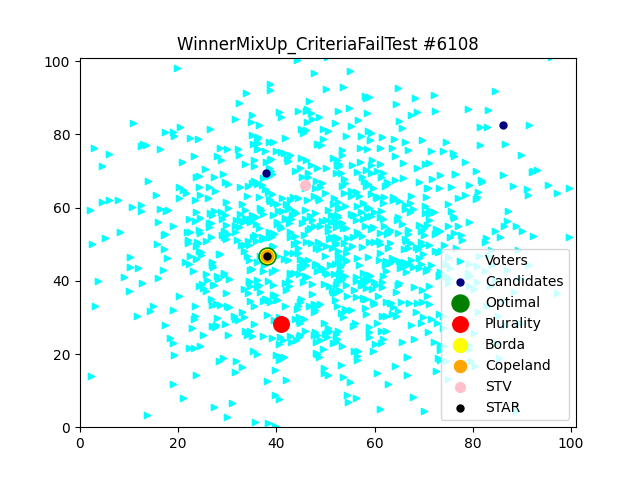 WinnerMixUp_CriteriaFailTest #6108
100
80
60
40
20
0
0 20 40 60 80 100
Voters
Candidates
Optimal
Plurality
Borda
Copeland
STV
STAR